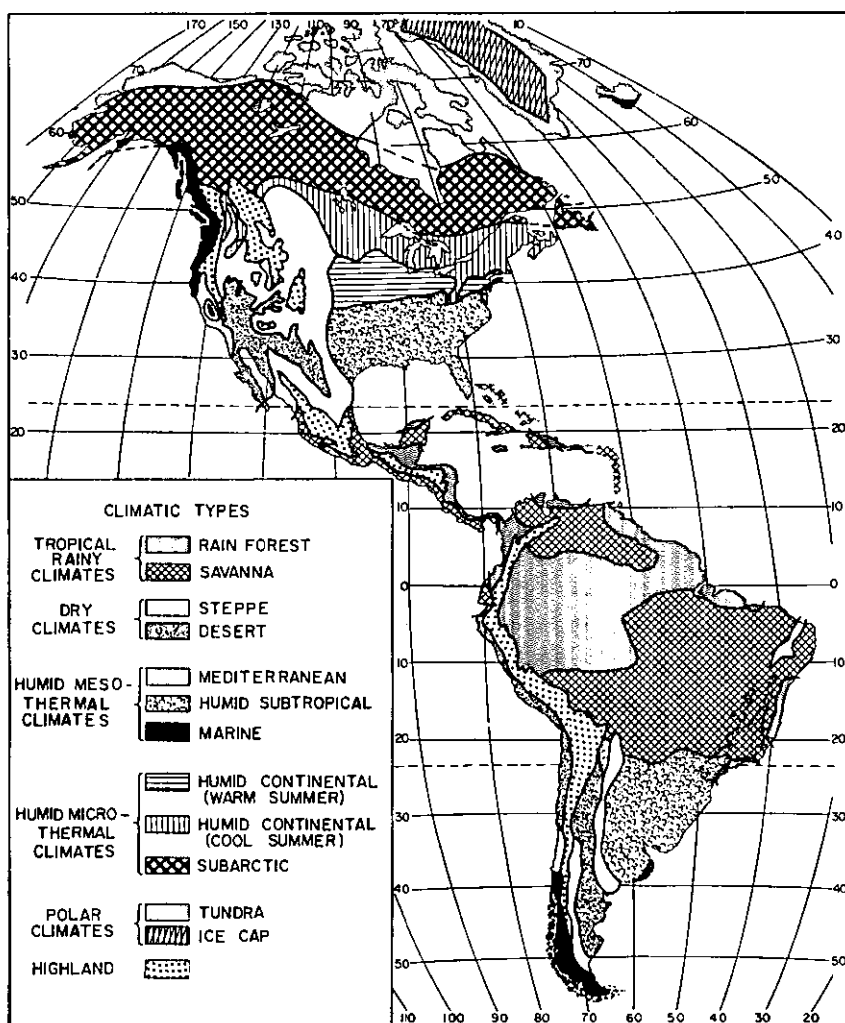 170 150 130 110 90 70° 10
70
70
60
60
50
50
40
40
30
30
20
20
CLIMATIC TYPES
TROPICAL
RAINY
CLIMATES
RAIN FOREST
SAVANNA
DRY
CLIMATES
STEPPE
DESERT
HUMID MESO-
THERMAL
CLIMATES
MEDITERRANEAN
HUMID SUBTROPICAL
MARINE
HUMID MICRO-
THERMAL
CLIMATES
HUMID CONTINENTAL
(WARM SUMMER)
HUMID CONTINENTAL
(COOL SUMMER)
SUBARCTIC
POLAR
CLIMATES
TUNDRA
ICE CAP
HIGHLAND
10
10
0
0
10
10
20
20
30
30
40
40
50
50
110 100 90 80 70 60 50 40 30 20